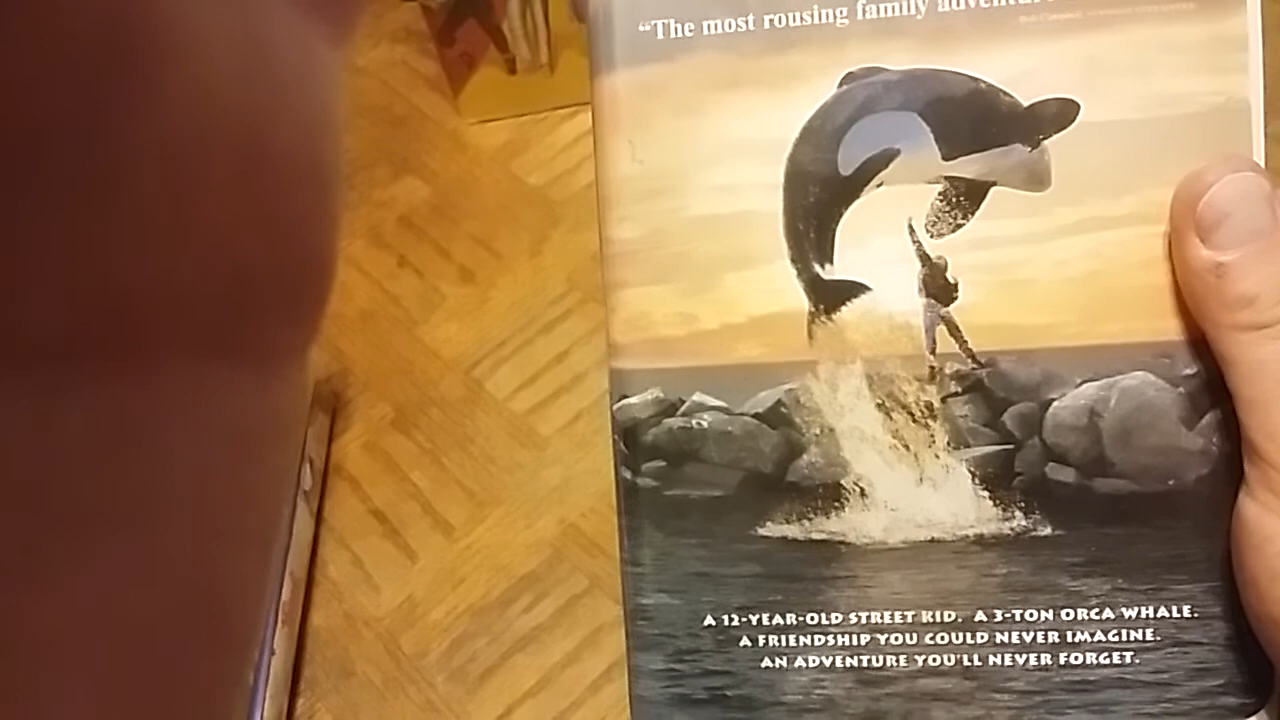 “The most rousing family
A 12-YEAR-OLD STREET KID. A 3-TON ORCA WHALE.
A FRIENDSHIP YOU COULD NEVER IMAGINE.
AN ADVENTURE YOU'LL NEVER FORGET.